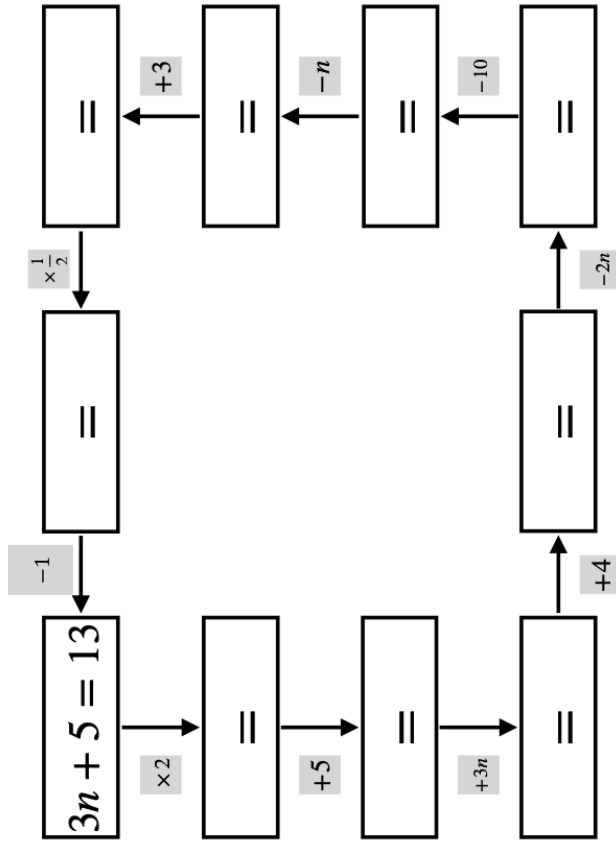 −1 ×1/2
3n + 5 = 13 = =
×2 +3
= =
+5 −n
= =
+3n −10
= = =
+4 −2n